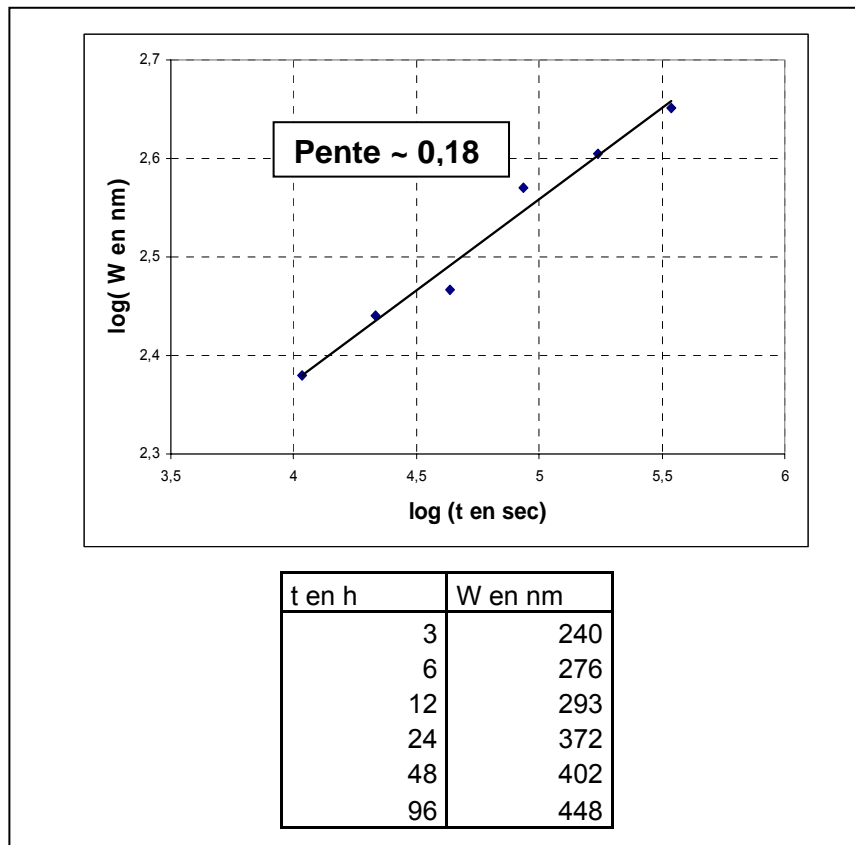 2,7
2,6
2,5
2,4
2,3
3,5 4 4,5 5 5,5 6
log( W en nm)
Pente ~ 0,18
log (t en sec)
t en h W en nm
3 240
6 276
12 293
24 372
48 402
96 448